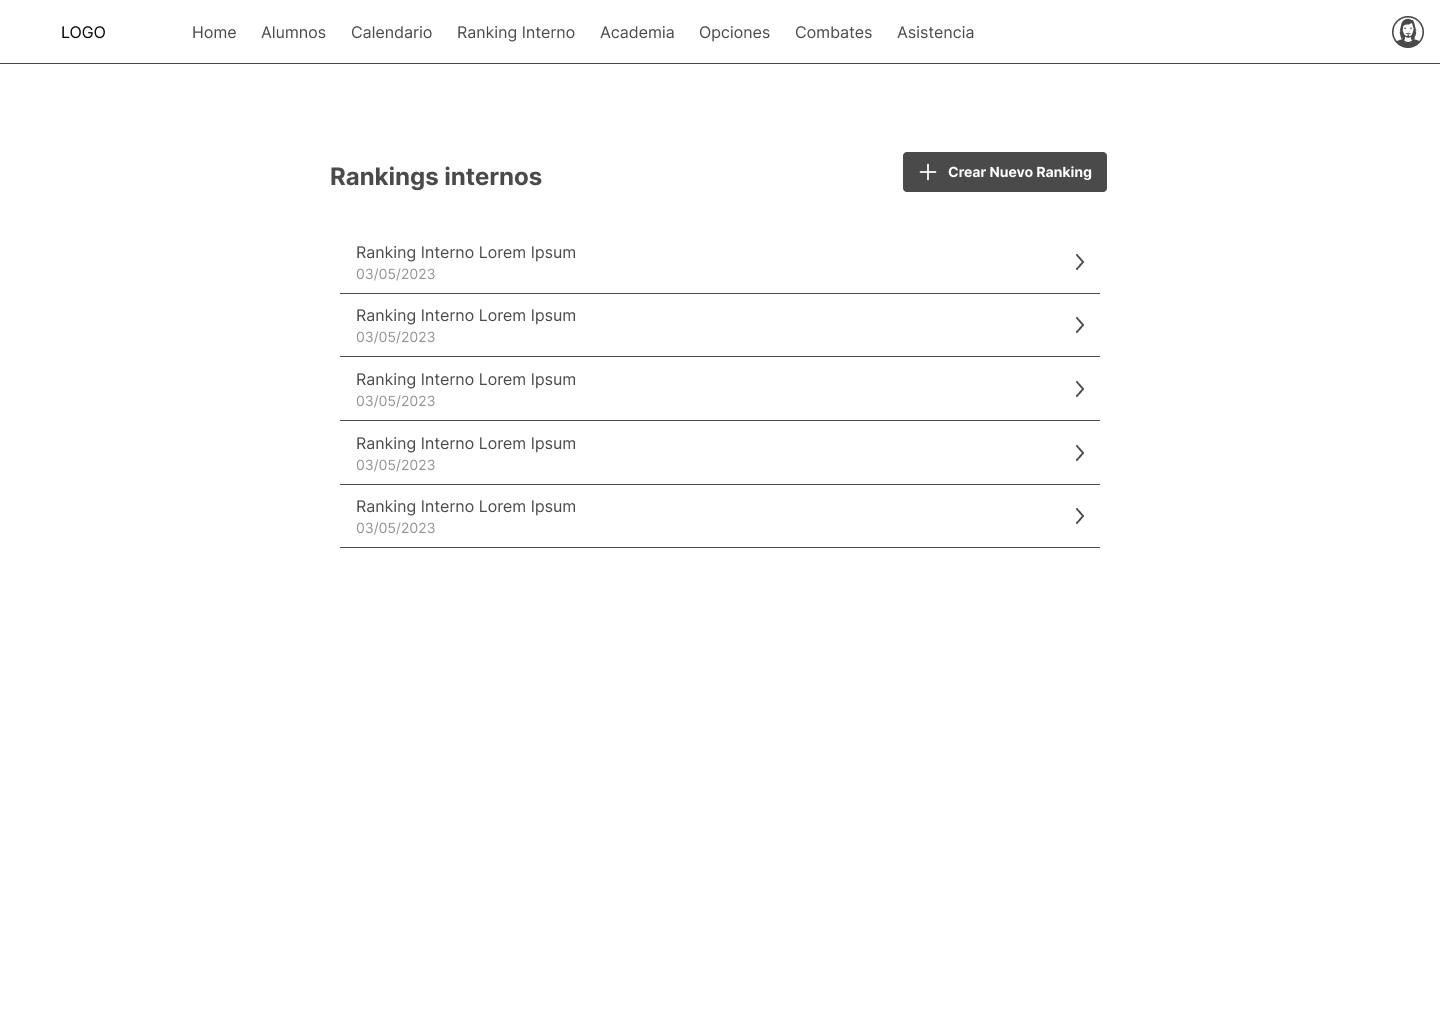 LOGO
Home Alumnos Calendario Ranking Interno Academia Opciones Combates Asistencia
Rankings internos
Crear Nuevo Ranking
Ranking Interno Lorem Ipsum
03/05/2023
Ranking Interno Lorem Ipsum
03/05/2023
Ranking Interno Lorem Ipsum
03/05/2023
Ranking Interno Lorem Ipsum
03/05/2023
Ranking Interno Lorem Ipsum
03/05/2023